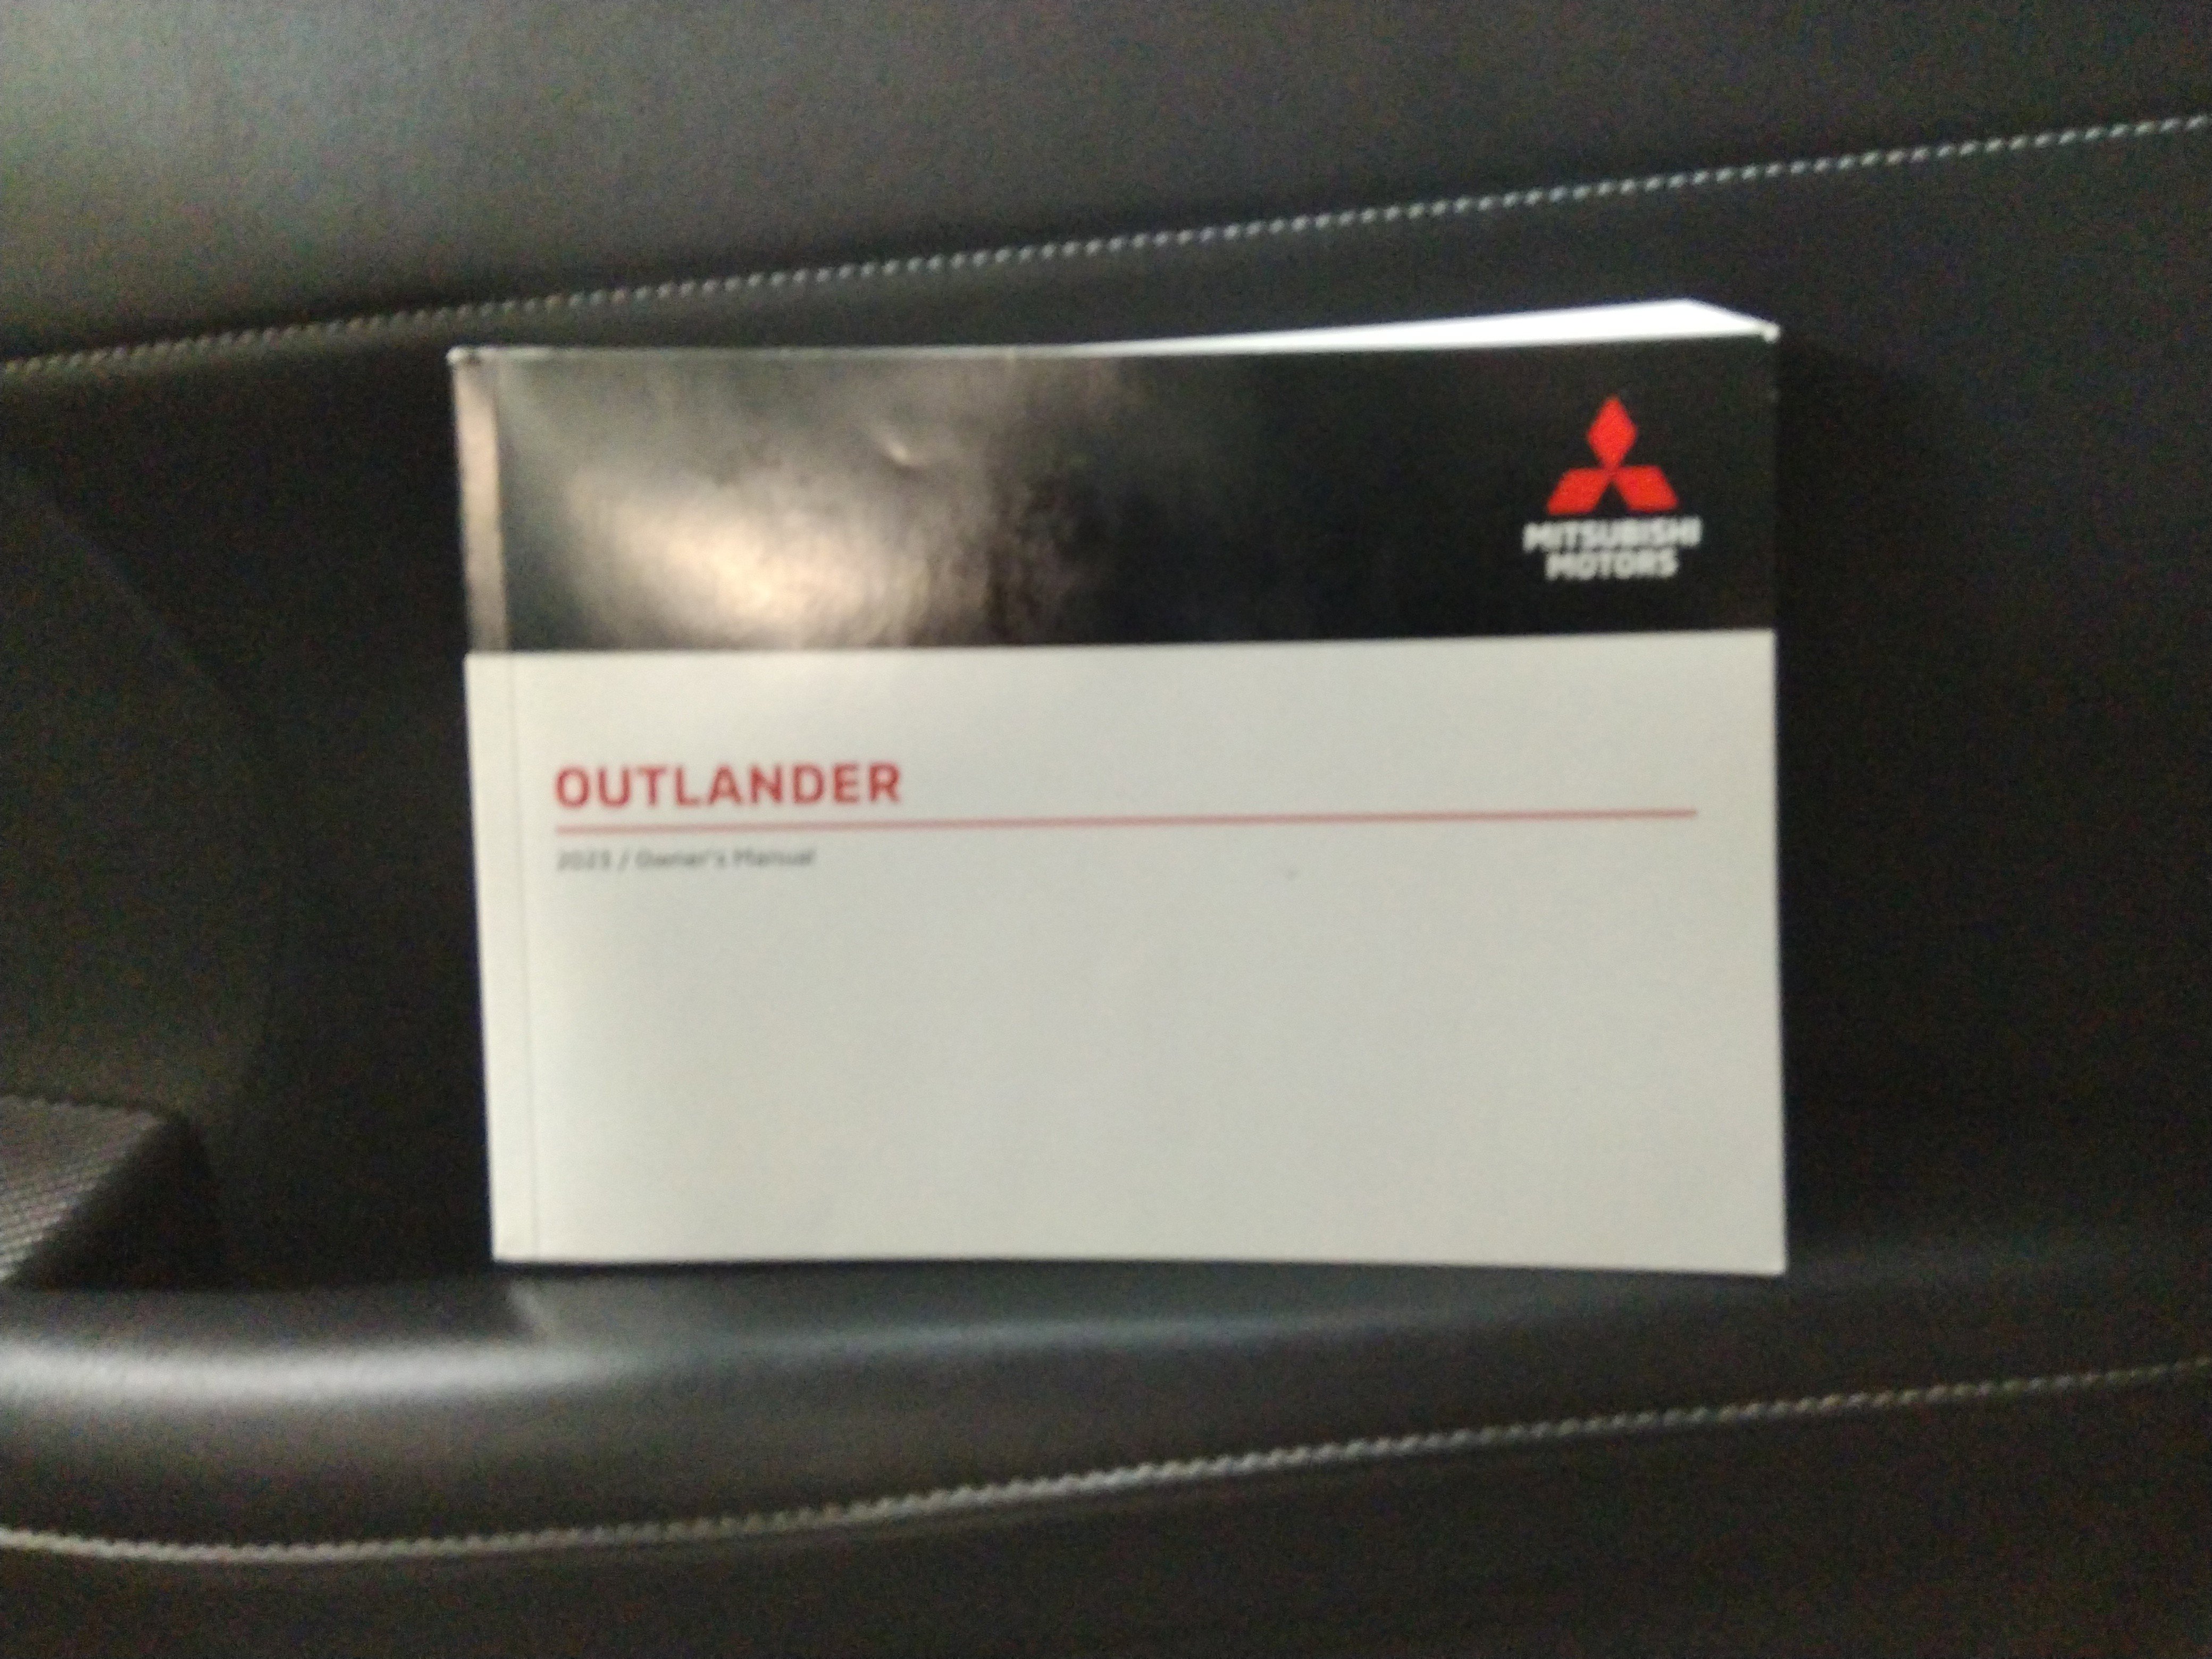 MITSUBISHI
MOTORS
OUTLANDER
/ Owner's Manual